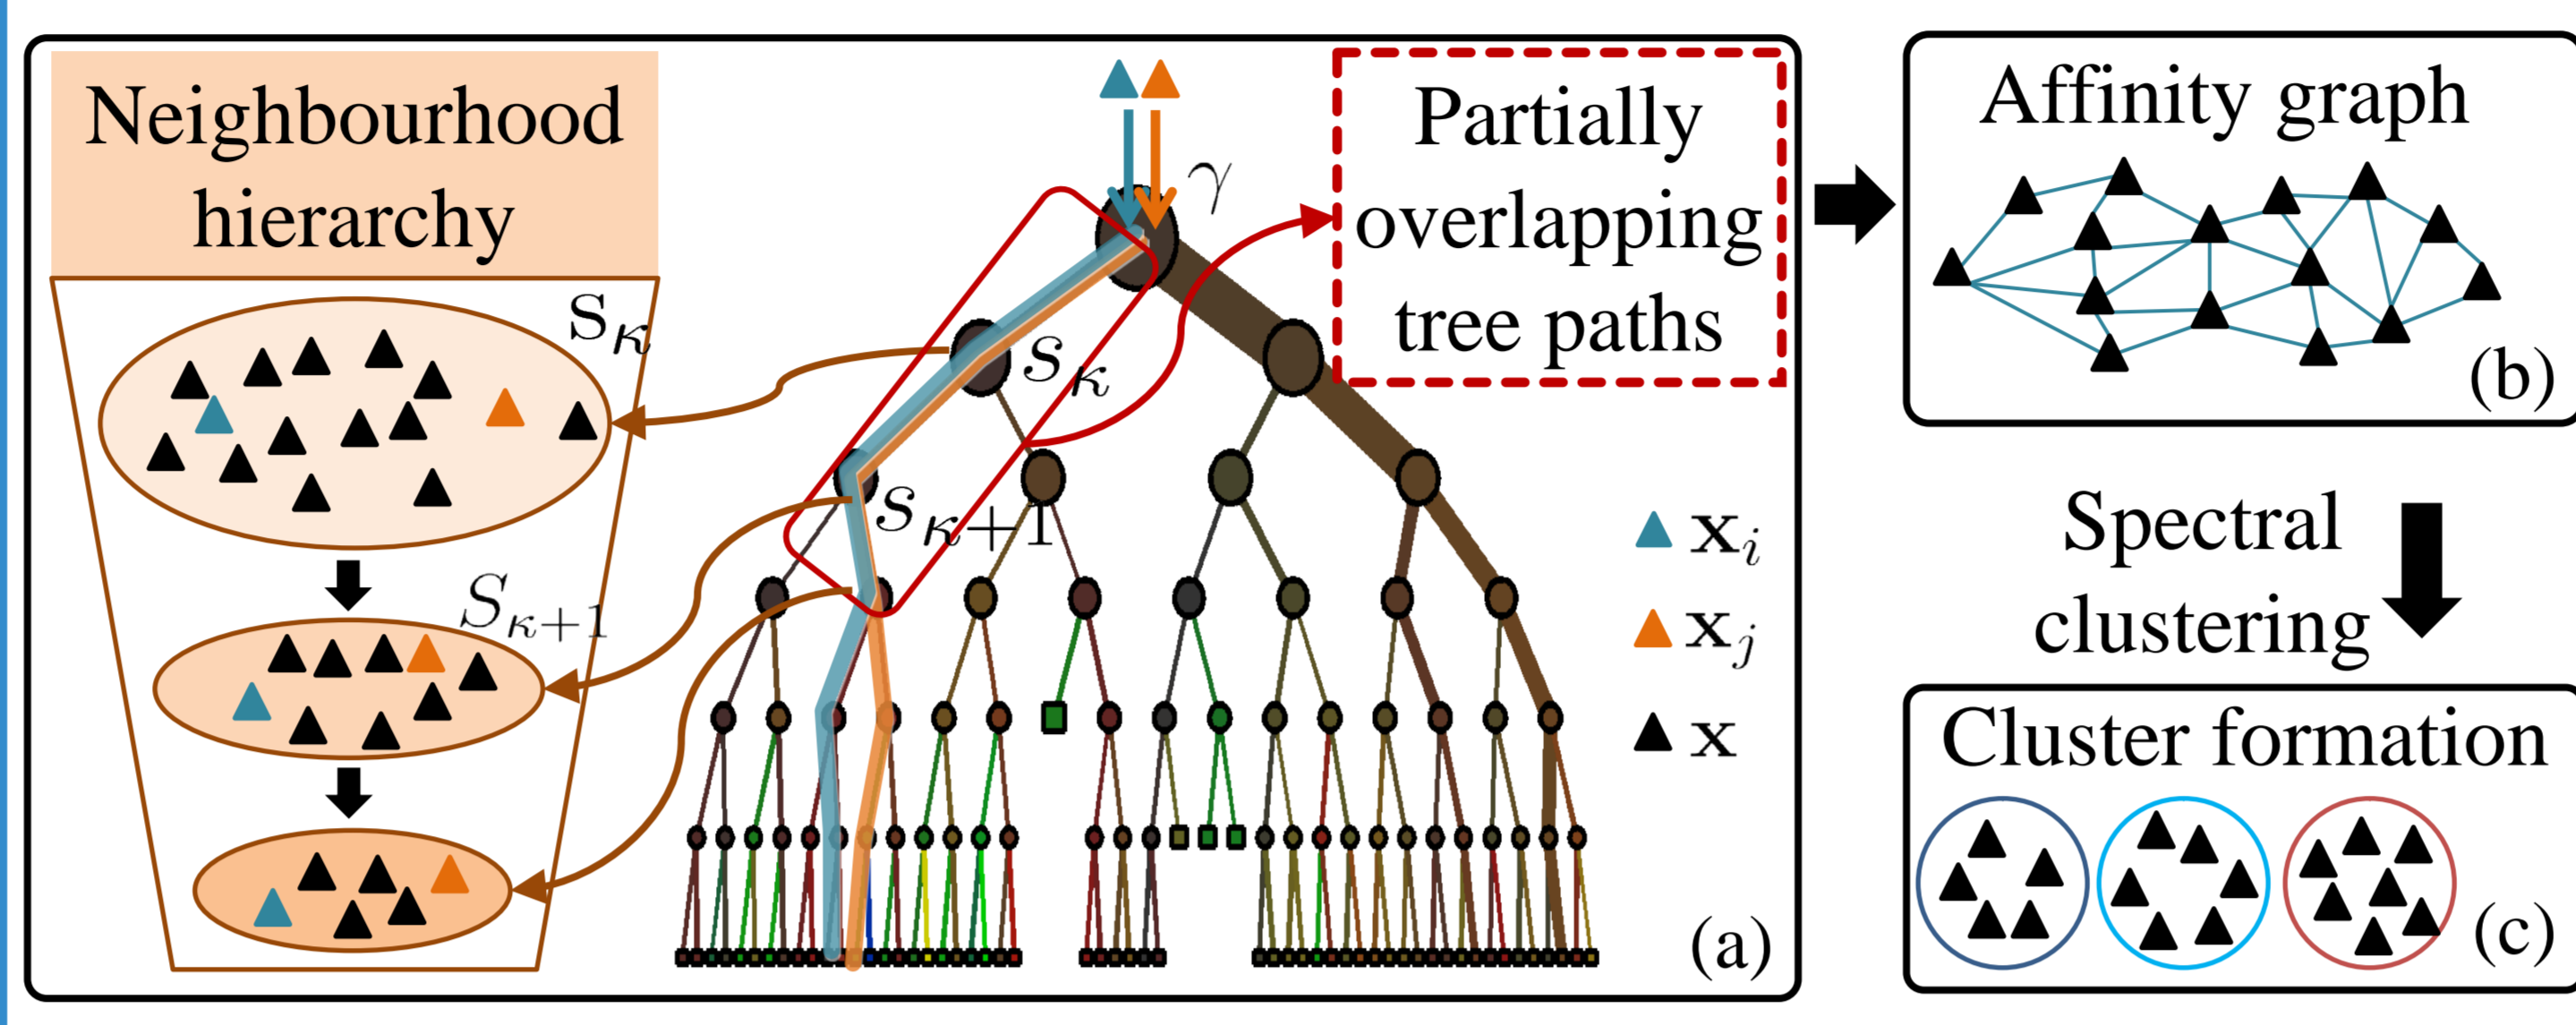 Neighbourhood
hierarchy
S_κ
S_{κ+1}
γ
s_κ
s_{κ+1}
Partially
overlapping
tree paths
x_i
x_j
x
(a)
Affinity graph
(b)
Spectral
clustering
Cluster formation
(c)